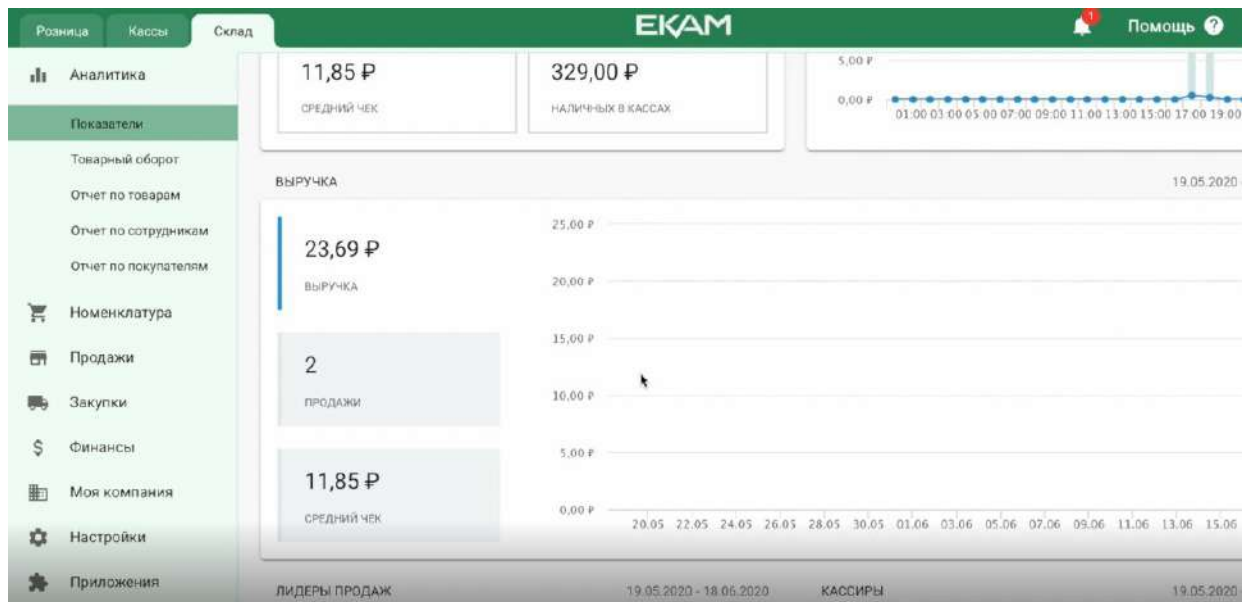 Розница Кассы Склад
ЕКАМ
1
Помощь ?
Аналитика
Показатели
Товарный оборот
Отчет по товарам
Отчет по сотрудникам
Отчет по покупателям
Номенклатура
Продажи
Закупки
$ Финансы
Моя компания
Настройки
Приложения
11,85 ₽
СРЕДНИЙ ЧЕК
329,00 ₽
НАЛИЧНЫХ В КАССАХ
5,00 ₽
0,00 ₽
01:00 03:00 05:00 07:00 09:00 11:00 13:00 15:00 17:00 19:00
ВЫРУЧКА
19.05.2020 -
23,69 ₽
ВЫРУЧКА
2
ПРОДАЖИ
11,85 ₽
СРЕДНИЙ ЧЕК
25,00 ₽
20,00 ₽
15,00 ₽
10,00 ₽
5,00 ₽
0,00 ₽
20.05 22.05 24.05 26.05 28.05 30.05 01.06 03.06 05.06 07.06 09.06 11.06 13.06 15.06
ЛИДЕРЫ ПРОДАЖ
19.05.2020 - 18.06.2020
КАССИРЫ
19.05.2020 -